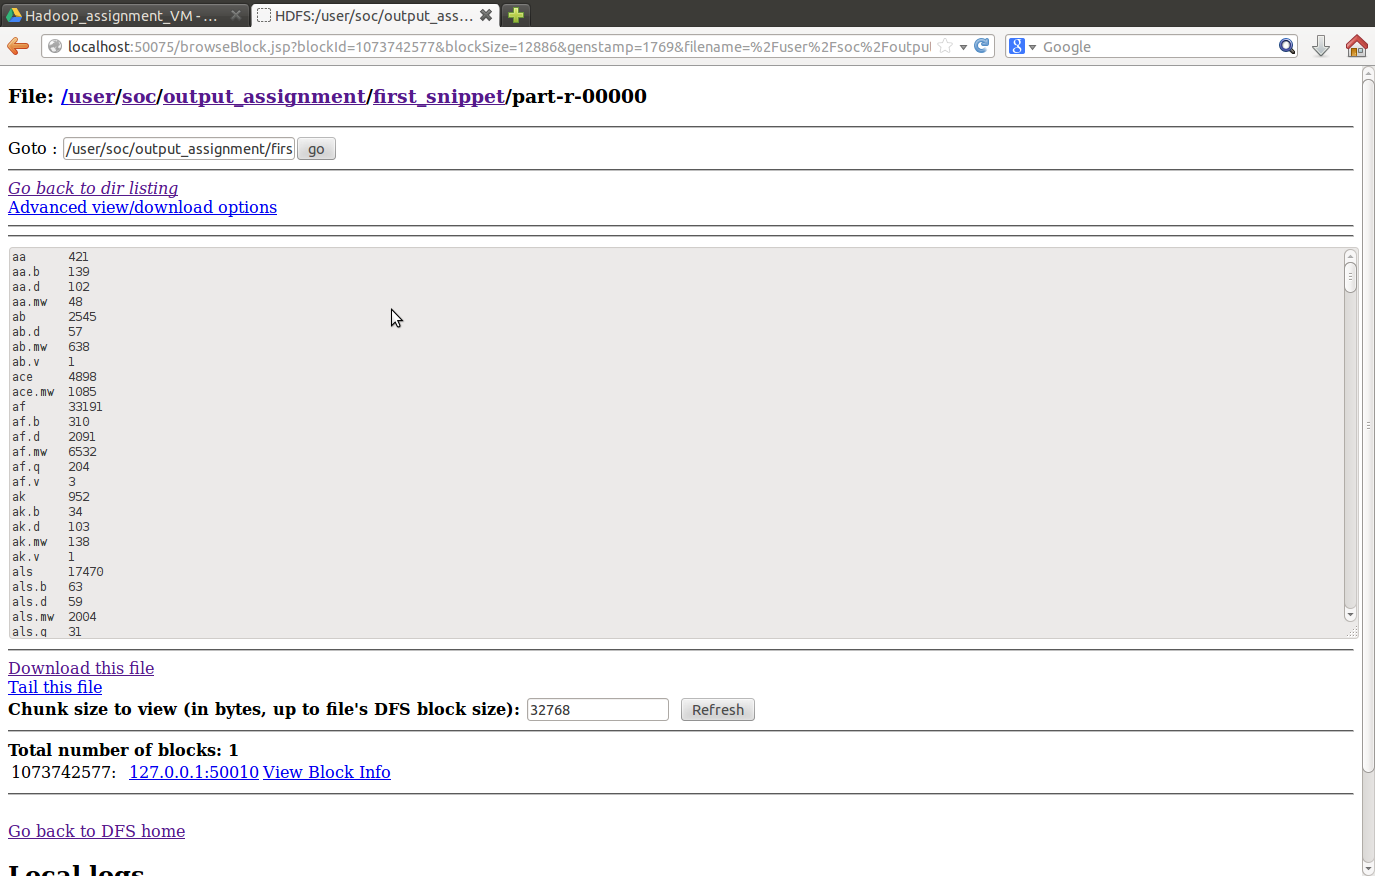 Hadoop_assignment_VM - ...
HDFS:/user/soc/output_ass...
localhost:50075/browseBlock.jsp?blockId=1073742577&blockSize=12886&genstamp=1769&filename=%2Fuser%2Fsoc%2Foutpu
Google
File: /user/soc/output_assignment/first_snippet/part-r-00000
Goto : /user/soc/output_assignment/firs go
Go back to dir listing
Advanced view/download options
aa 421
aa.b 139
aa.d 102
aa.mw 48
ab 2545
ab.d 57
ab.mw 638
ab.v 1
ace 4898
ace.mw 1085
af 33191
af.b 310
af.d 2091
af.mw 6532
af.q 204
af.v 3
ak 952
ak.b 34
ak.d 103
ak.mw 138
ak.v 1
als 17470
als.b 63
als.d 59
als.mw 2004
als.q 31
Download this file
Tail this file
Chunk size to view (in bytes, up to file's DFS block size): 32768 Refresh
Total number of blocks: 1
1073742577: 127.0.0.1:50010 View Block Info
Go back to DFS home
Local logs